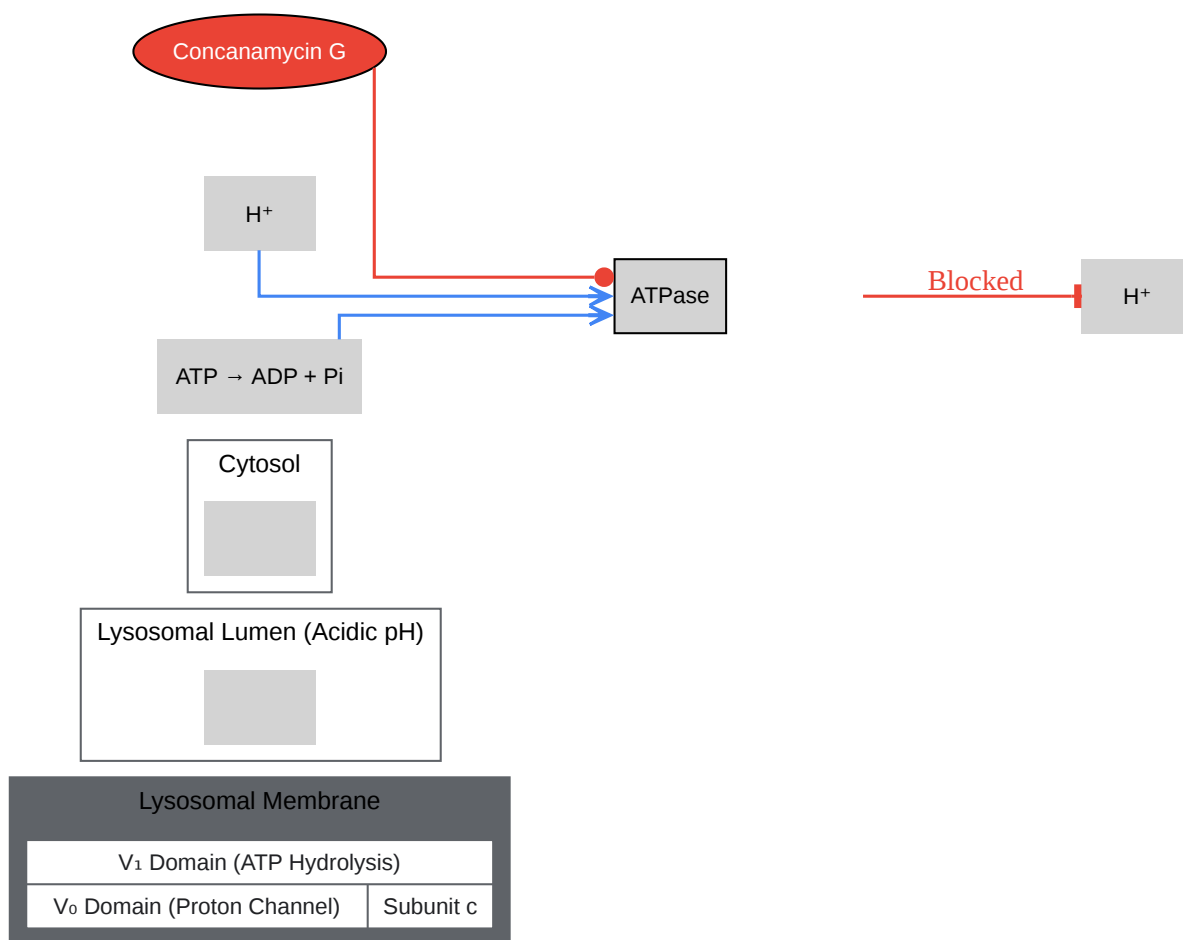 Concanamycin G
H⁺
ATPase
Blocked
H⁺
ATP → ADP + Pi
Cytosol
Lysosomal Lumen (Acidic pH)
Lysosomal Membrane
V₁ Domain (ATP Hydrolysis)
V₀ Domain (Proton Channel)
Subunit c